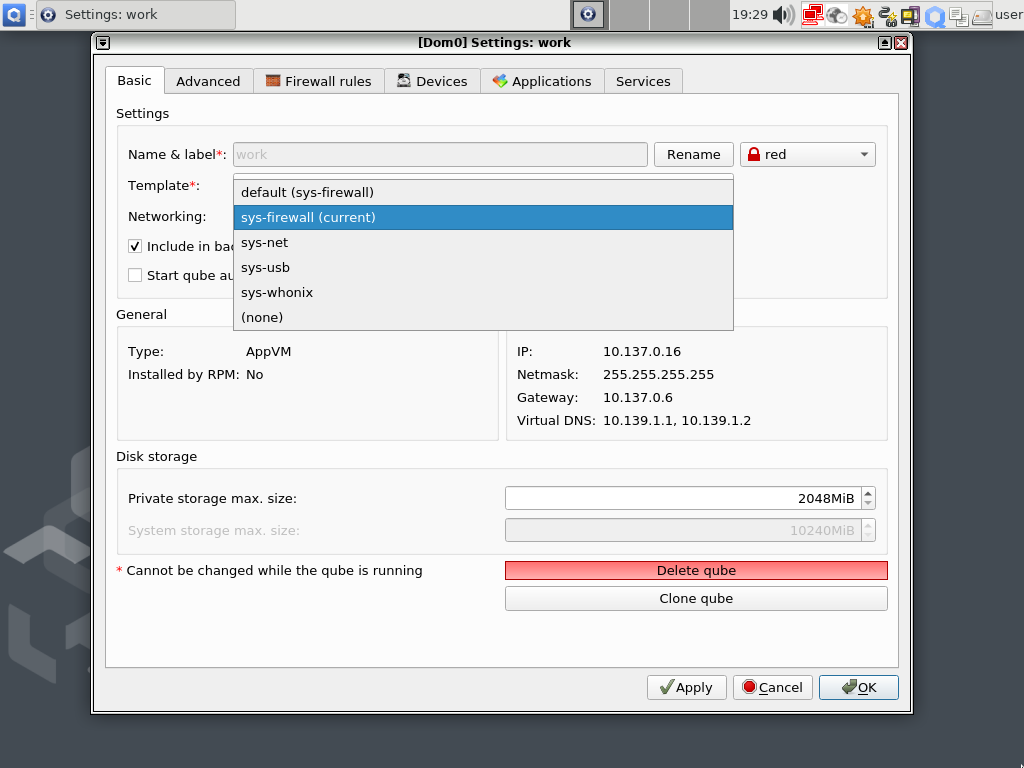 Settings: work 19:29 user
[Dom0] Settings: work
Basic Advanced Firewall rules Devices Applications Services
Settings
Name & label*: work Rename red
Template*:
default (sys-firewall)
Networking: sys-firewall (current)
Include in bac sys-net
sys-usb
Start qube au
sys-whonix
(none)
General
Type: AppVM IP: 10.137.0.16
Installed by RPM: No Netmask: 255.255.255.255
Gateway: 10.137.0.6
Virtual DNS: 10.139.1.1, 10.139.1.2
Disk storage
Private storage max. size: 2048MiB
System storage max. size: 10240MiB
* Cannot be changed while the qube is running Delete qube
Clone qube
Apply Cancel OK